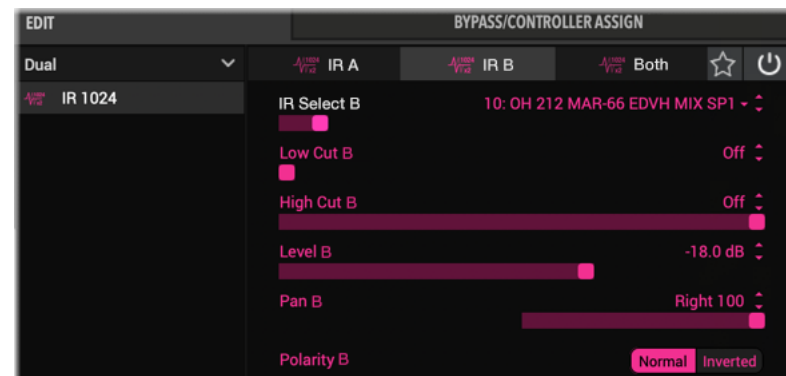 EDIT BYPASS/CONTROLLER ASSIGN
Dual IR A IR B Both
IR 1024
IR Select B 10: OH 212 MAR-66 EDVH MIX SP1
Low Cut B Off
High Cut B Off
Level B -18.0 dB
Pan B Right 100
Polarity B Normal Inverted